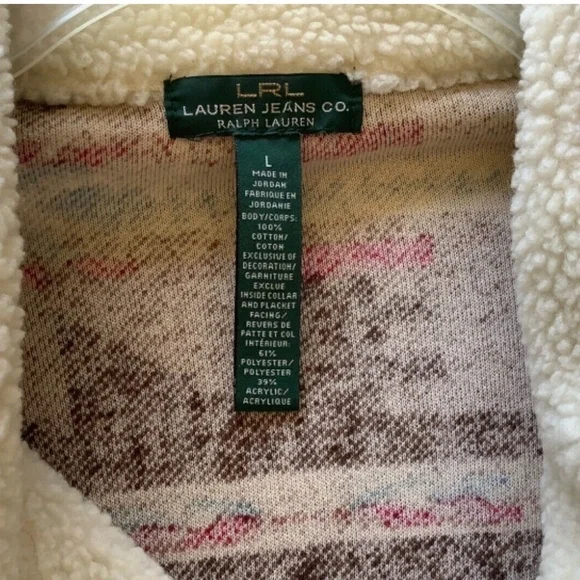 LRL
LAUREN JEANS CO.
RALPH LAUREN
L
MADE IN
JORDAN
FABRIQUE EN
JORDANIE
BODY/CORPS:
100%
COTTON/
COTON
EXCLUSIVE OF
DECORATION/
GARNITURE
EXCLUE
INSIDE COLLAR
AND PLACKET
FACING/
REVERS DE
PATTE ET COL
INTÉRIEUR:
61%
POLYESTER/
POLYESTER
39%
ACRYLIC/
ACRYLIQUE